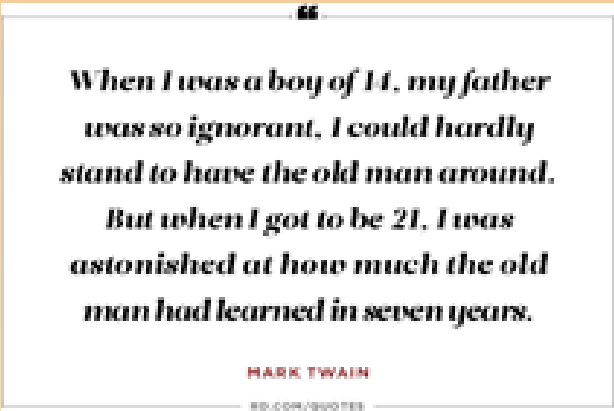 “
When I was a boy of 14, my father
was so ignorant, I could hardly
stand to have the old man around.
But when I got to be 21, I was
astonished at how much the old
man had learned in seven years.
MARK TWAIN
RD.COM/QUOTES